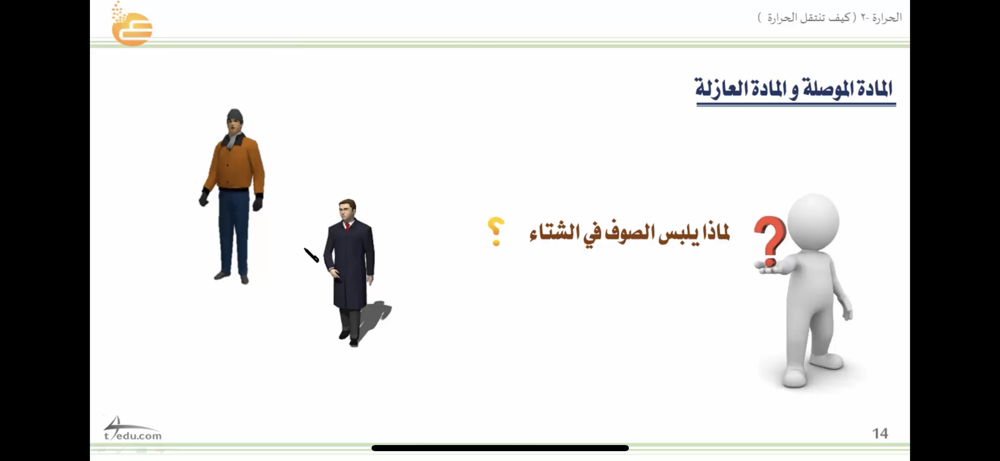 الحرارة -٢ ( كيف تنتقل الحرارة )
المادة الموصلة و المادة العازلة
لماذا يلبس الصوف في الشتاء ؟
t4edu.com
14